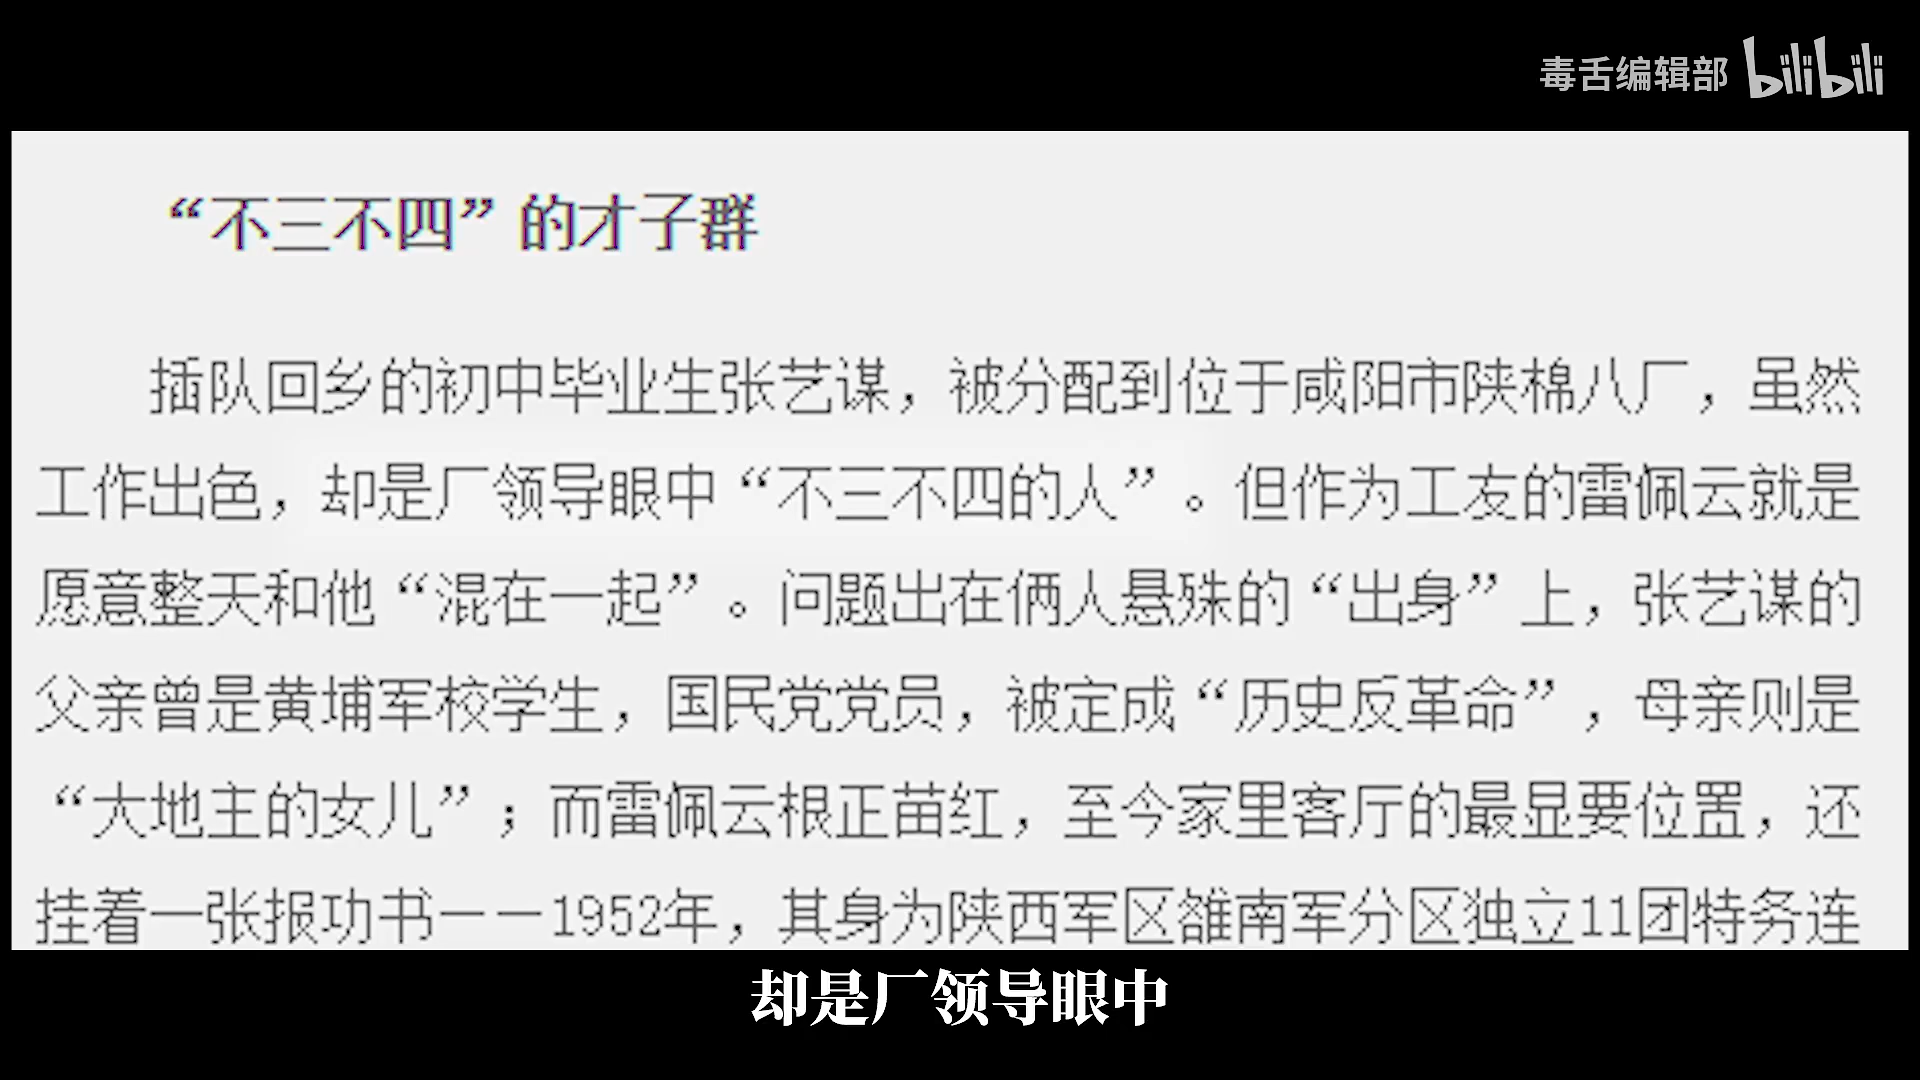 毒舌编辑部 bilibili
“不三不四”的才子群
插队回乡的初中毕业生张艺谋，被分配到位于咸阳市陕棉八厂，虽然
工作出色，却是厂领导眼中“不三不四的人”。但作为工友的雷佩云就是
愿意整天和他“混在一起”。问题出在俩人悬殊的“出身”上，张艺谋的
父亲曾是黄埔军校学生，国民党党员，被定成“历史反革命”，母亲则是
“大地主的女儿”；而雷佩云根正苗红，至今家里客厅的最显要位置，还
挂着一张报功书——1952年，其身为陕西军区雒南军分区独立11团特务连
却是厂领导眼中